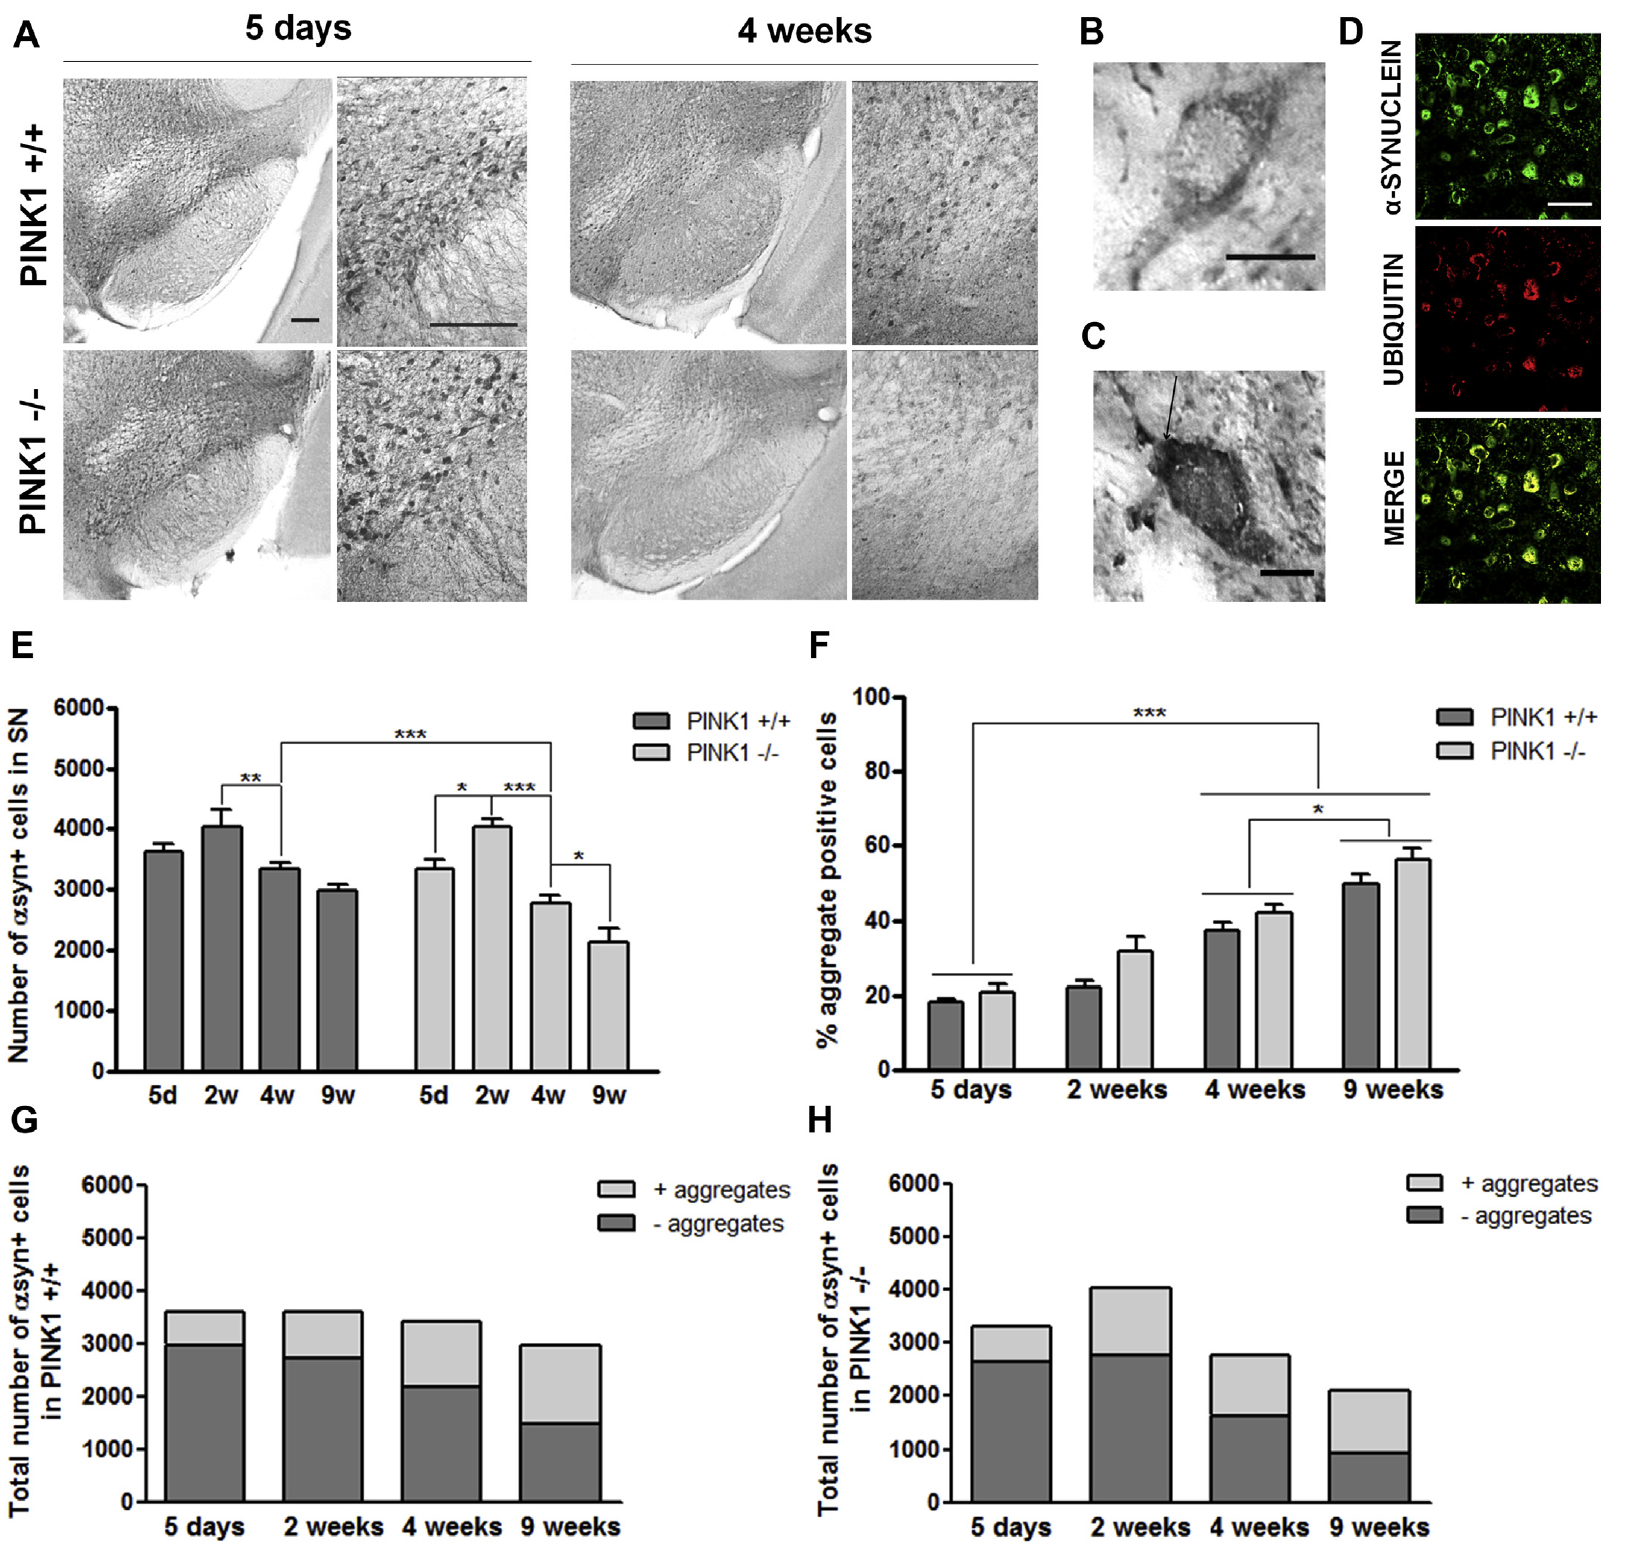 A
5 days
4 weeks
B
D
PINK1 +/+
PINK1 -/-
C
α-SYNUCLEIN
UBIQUITIN
MERGE
E
Number of αsyn+ cells in SN
6000
5000
4000
3000
2000
1000
0
PINK1 +/+
PINK1 -/-
**
***
*
***
*
5d 2w 4w 9w 5d 2w 4w 9w
F
% aggregate positive cells
100
80
60
40
20
0
PINK1 +/+
PINK1 -/-
***
*
5 days 2 weeks 4 weeks 9 weeks
G
Total number of αsyn+ cells
in PINK1 +/+
6000
5000
4000
3000
2000
1000
0
+ aggregates
- aggregates
5 days 2 weeks 4 weeks 9 weeks
H
Total number of αsyn+ cells
in PINK1 -/-
6000
5000
4000
3000
2000
1000
0
+ aggregates
- aggregates
5 days 2 weeks 4 weeks 9 weeks